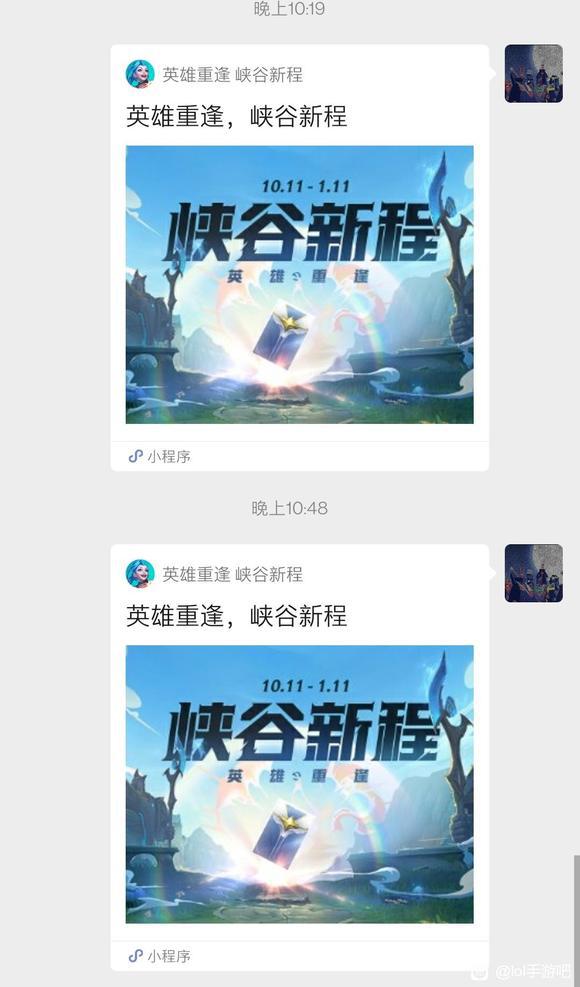 晚上10:19
英雄重逢 峡谷新程
英雄重逢，峡谷新程
10.11-1.11
峡谷新程
英雄重逢
小程序
晚上10:48
英雄重逢 峡谷新程
英雄重逢，峡谷新程
10.11-1.11
峡谷新程
英雄重逢
小程序
@lol手游吧